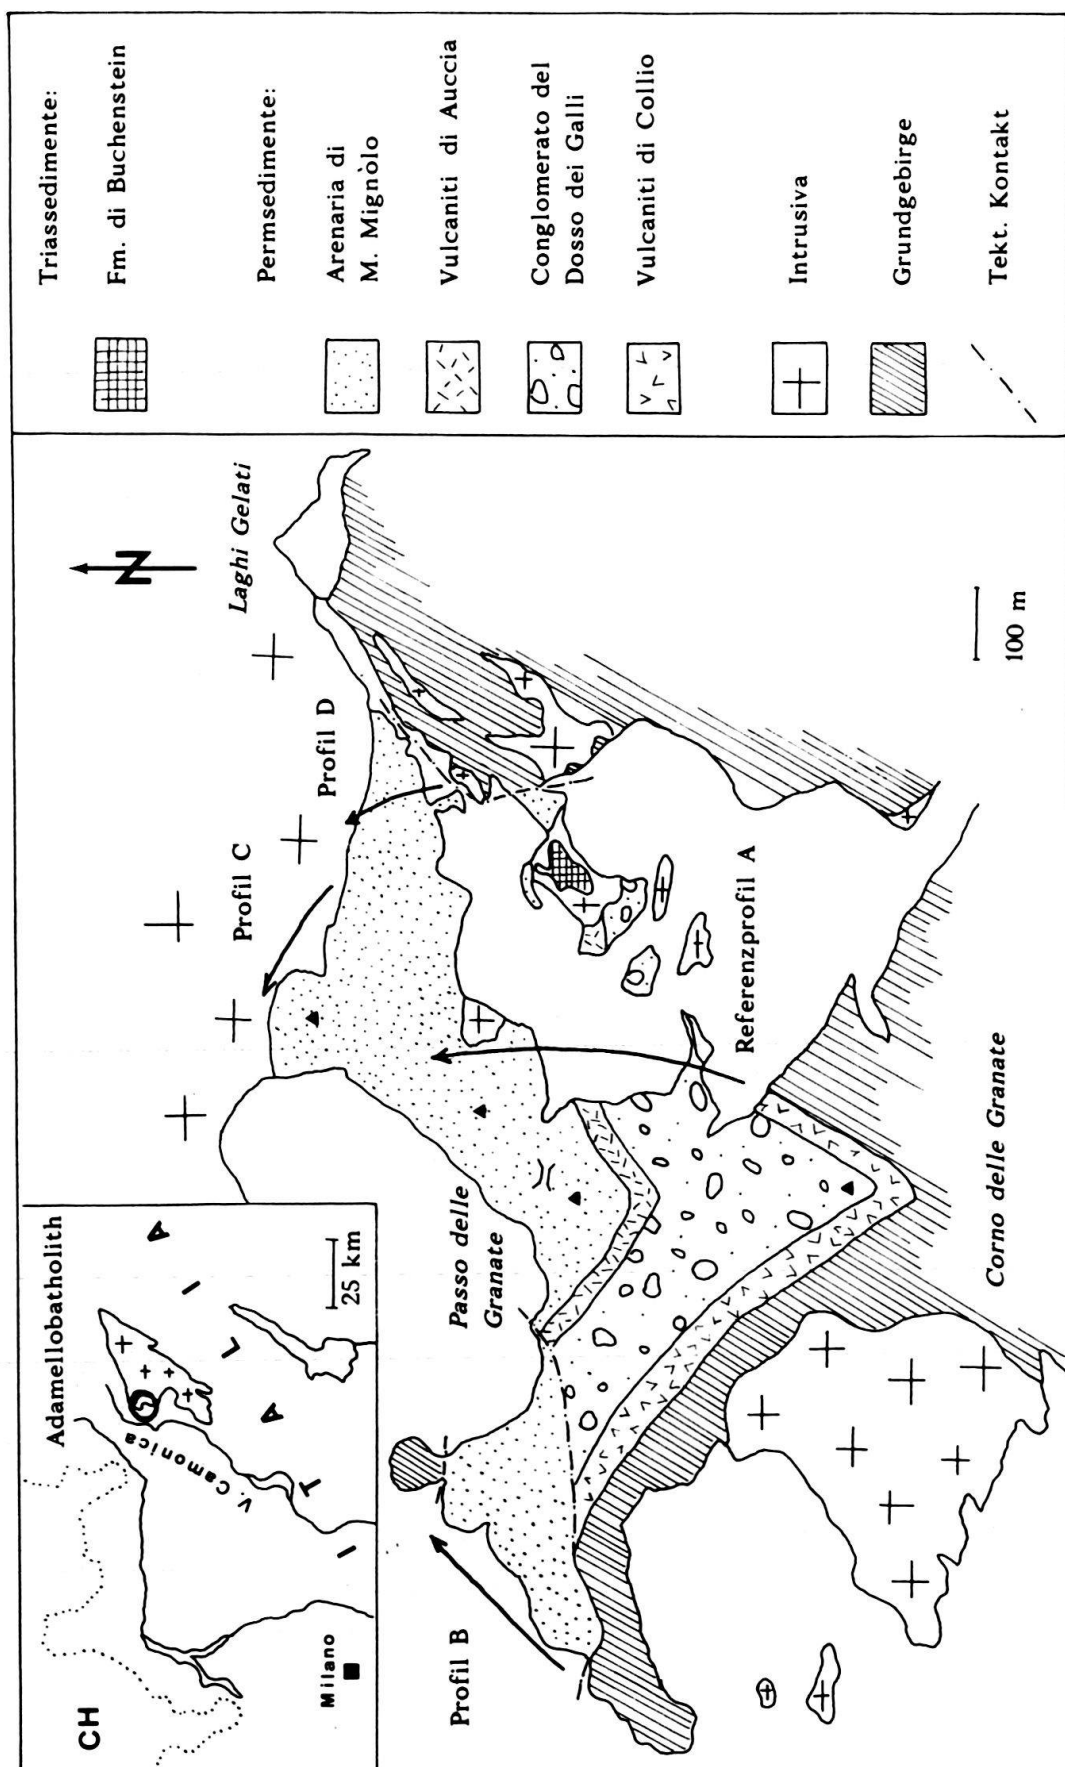 Adamellobatholith
CH
V. Camonica
Milano
I T A L I A
25 km
Profil B
Passo delle
Granate
Profil C
Profil D
Laghi Gelati
N
Referenzprofil A
Corno delle Granate
100 m
Triassedimente:
Fm. di Buchenstein
Permsedimente:
Arenaria di
M. Mignòlo
Vulcaniti di Auccia
Conglomerato del
Dosso dei Galli
Vulcaniti di Collio
Intrusiva
Grundgebirge
Tekt. Kontakt